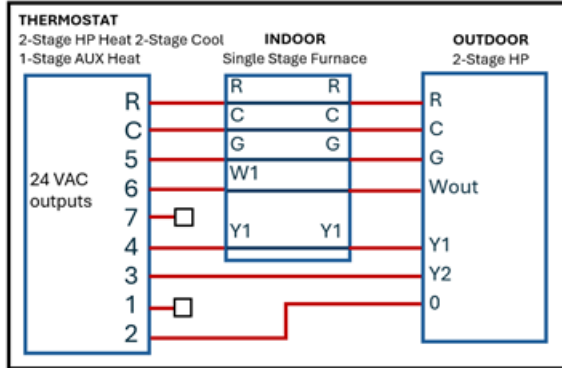 THERMOSTAT
2-Stage HP Heat 2-Stage Cool
1-Stage AUX Heat
INDOOR
Single Stage Furnace
OUTDOOR
2-Stage HP
24 VAC
outputs
R
C
5
6
7
4
3
1
2
R R
C C
G G
W1
Y1 Y1
R
C
G
Wout
Y1
Y2
0